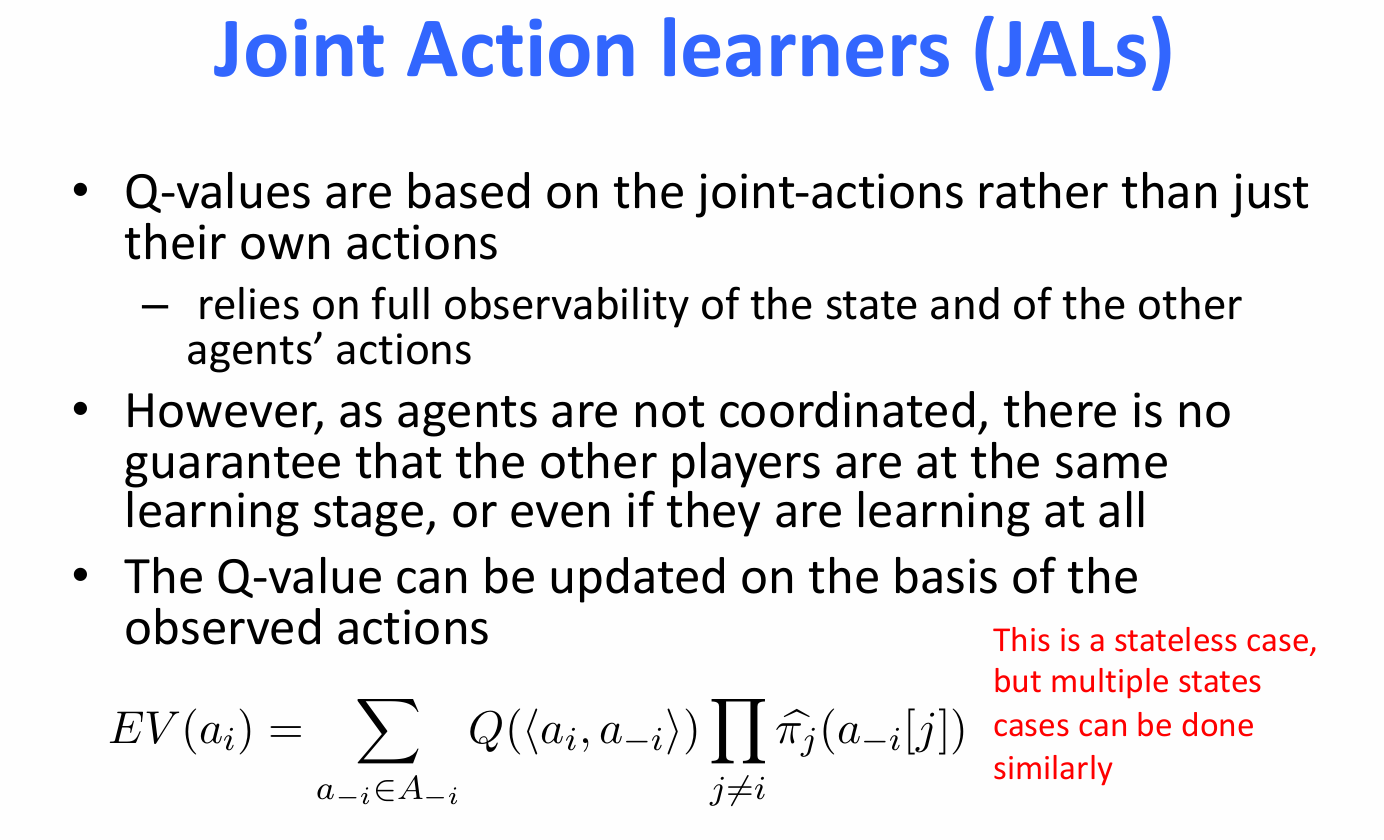 Joint Action learners (JALs)
• Q-values are based on the joint-actions rather than just
their own actions
– relies on full observability of the state and of the other
agents’ actions
• However, as agents are not coordinated, there is no
guarantee that the other players are at the same
learning stage, or even if they are learning at all
• The Q-value can be updated on the basis of the
observed actions
This is a stateless case,
but multiple states
cases can be done
similarly
$EV(a_i) = \sum_{a_{-i} \in A_{-i}} Q(\langle a_i, a_{-i} \rangle) \prod_{j \neq i} \widehat{\pi}_j(a_{-i}[j])$